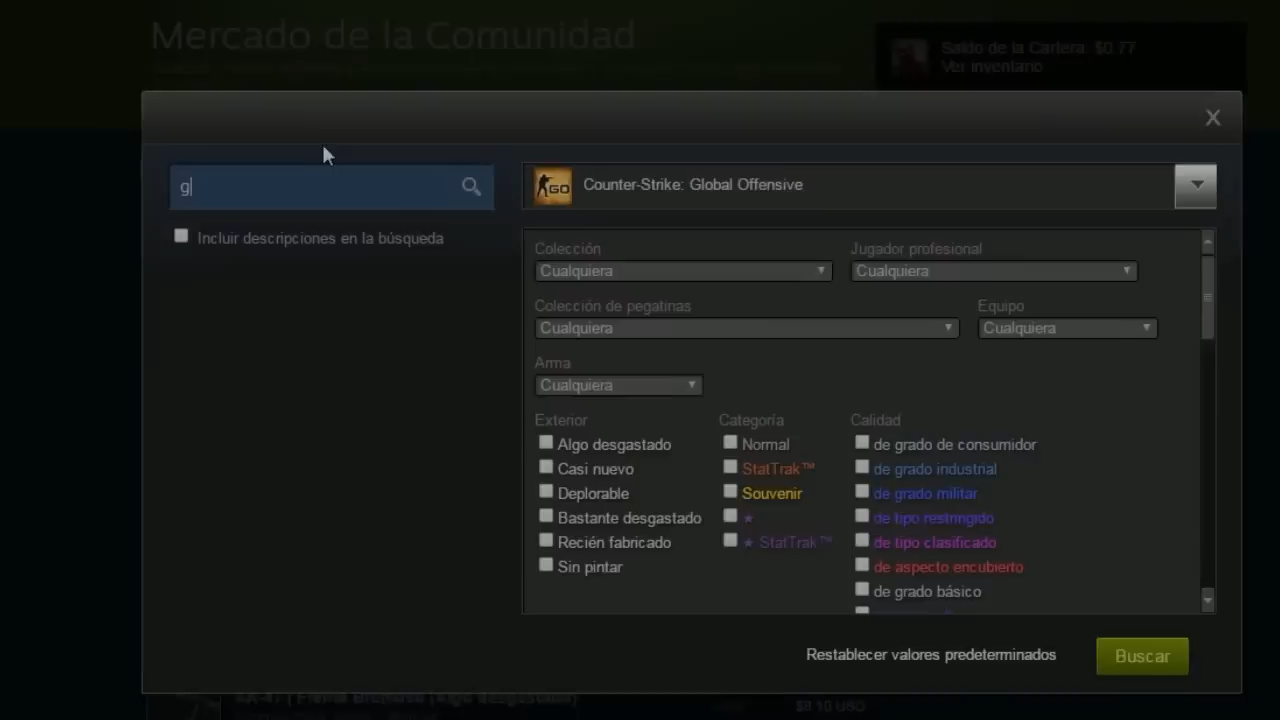 Mercado de la Comunidad
Saldo de la Cartera: $0.77
Ver inventario
X
g
GO
Counter-Strike: Global Offensive
Incluir descripciones en la búsqueda
Colección
Jugador profesional
Cualquiera
Cualquiera
Colección de pegatinas
Equipo
Cualquiera
Cualquiera
Arma
Cualquiera
Exterior
Categoría
Calidad
Algo desgastado
Normal
de grado de consumidor
Casi nuevo
StatTrak™
de grado industrial
Deplorable
Souvenir
de grado militar
Bastante desgastado
★
de tipo restringido
Recién fabricado
★ StatTrak™
de tipo clasificado
Sin pintar
de aspecto encubierto
de grado básico
Restablecer valores predeterminados
Buscar
$0.10 USD